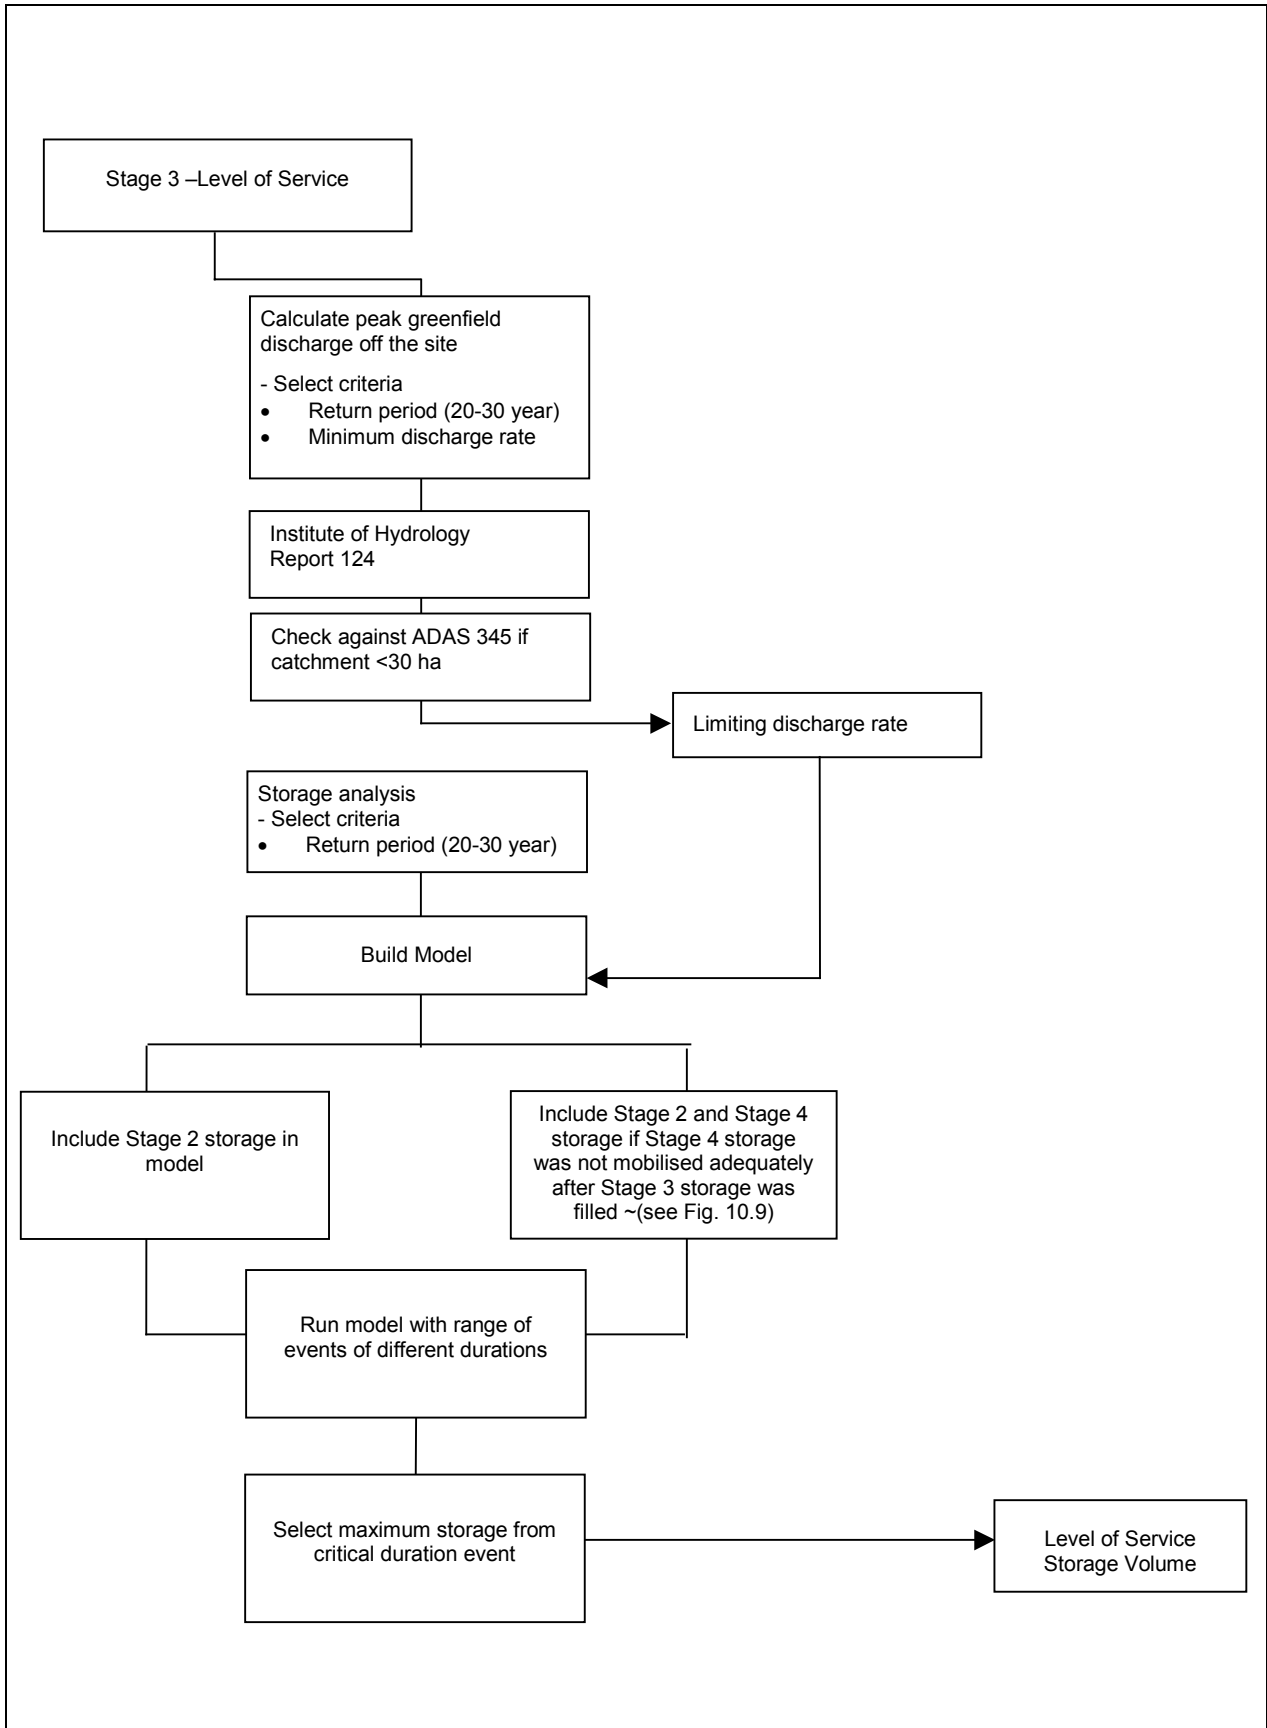 Stage 3 –Level of Service
Calculate peak greenfield
discharge off the site
- Select criteria
• Return period (20-30 year)
• Minimum discharge rate
Institute of Hydrology
Report 124
Check against ADAS 345 if
catchment <30 ha
Limiting discharge rate
Storage analysis
- Select criteria
• Return period (20-30 year)
Build Model
Include Stage 2 storage in
model
Include Stage 2 and Stage 4
storage if Stage 4 storage
was not mobilised adequately
after Stage 3 storage was
filled ~(see Fig. 10.9)
Run model with range of
events of different durations
Select maximum storage from
critical duration event
Level of Service
Storage Volume